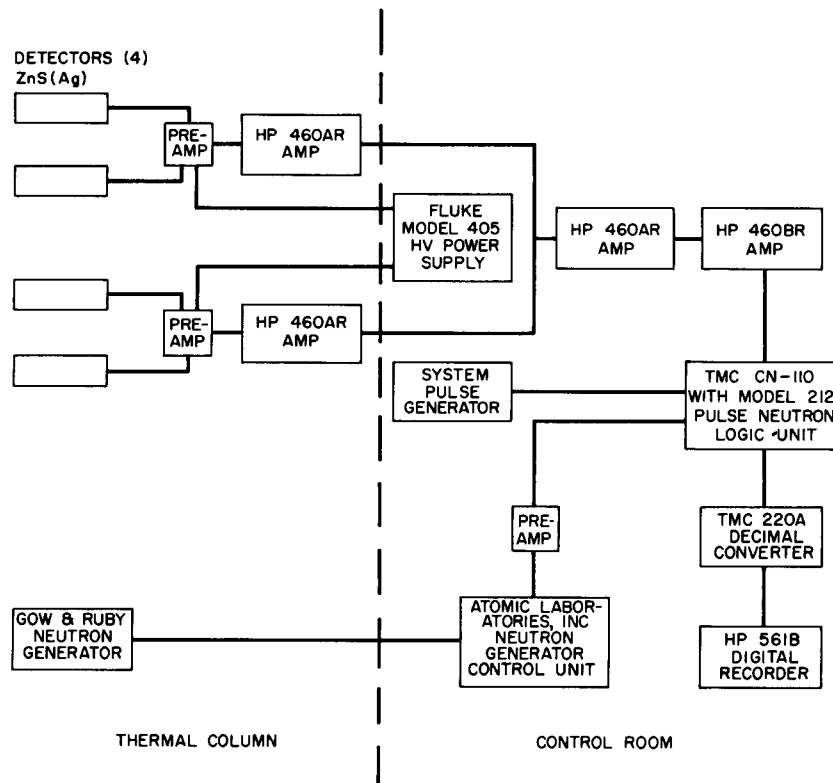 DETECTORS (4)
ZnS(Ag)
PRE-
AMP
HP 460AR
AMP
FLUKE
MODEL 405
HV POWER
SUPPLY
HP 460AR
AMP
HP 460BR
AMP
PRE-
AMP
HP 460AR
AMP
SYSTEM
PULSE
GENERATOR
TMC CN-110
WITH MODEL 212
PULSE NEUTRON
LOGIC UNIT
PRE-
AMP
TMC 220A
DECIMAL
CONVERTER
GOW & RUBY
NEUTRON
GENERATOR
ATOMIC LABOR-
ATORIES, INC
NEUTRON
GENERATOR
CONTROL UNIT
HP 561B
DIGITAL
RECORDER
THERMAL COLUMN
CONTROL ROOM